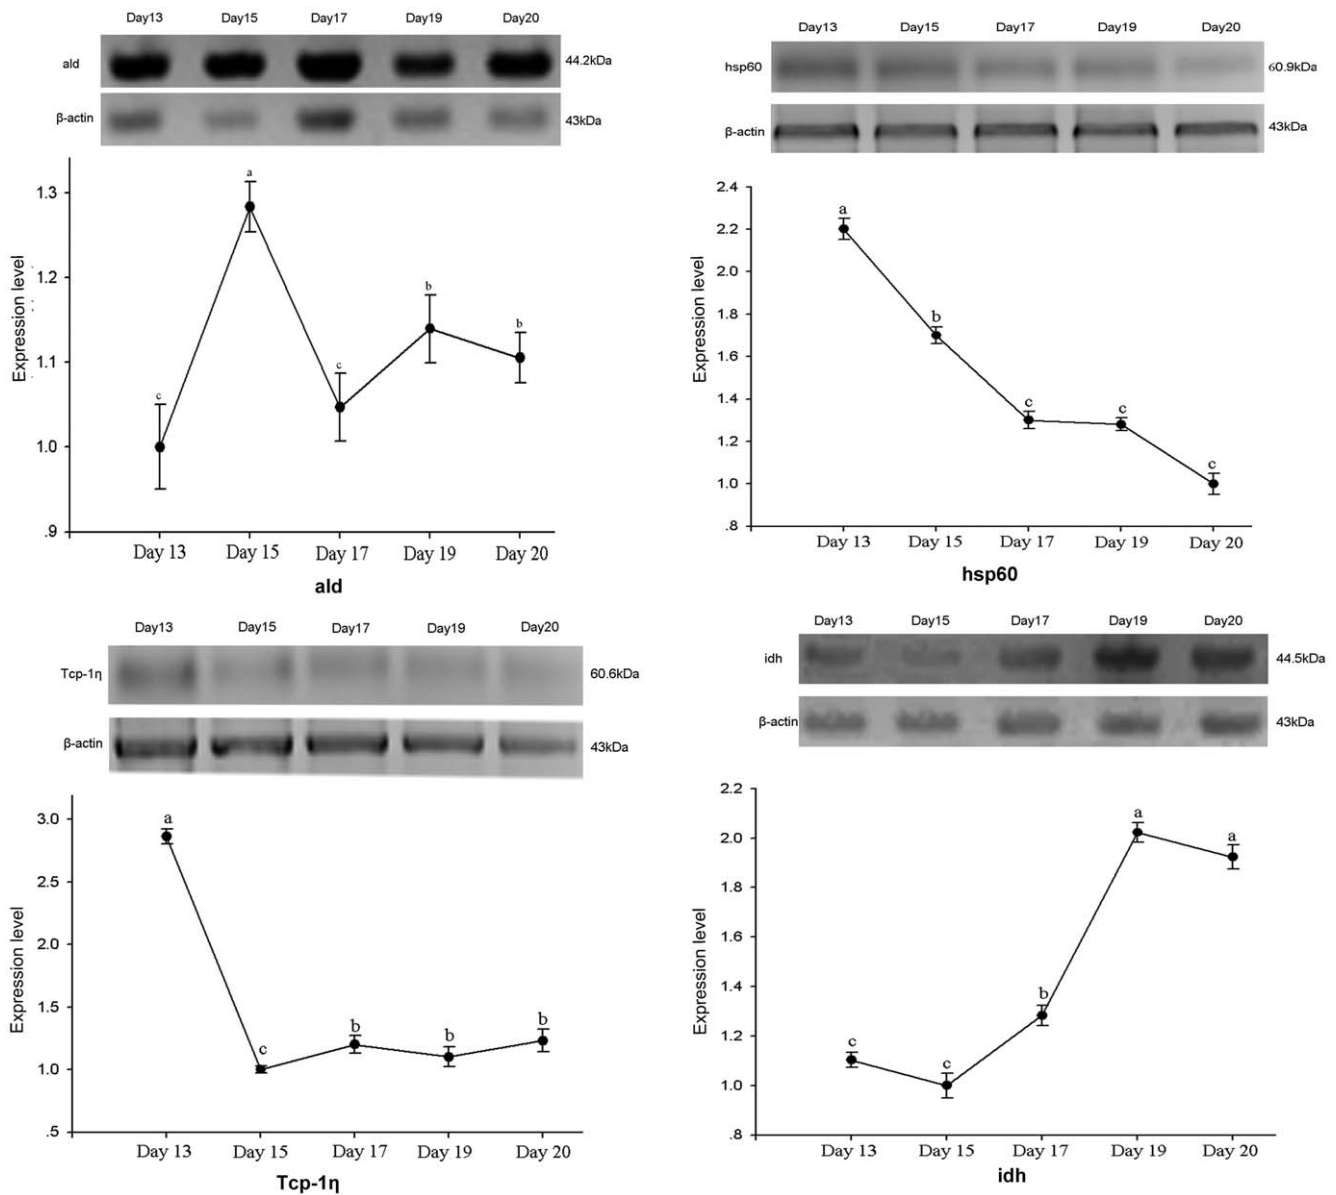 Day13 Day15 Day17 Day19 Day20
ald 44.2kDa
β-actin 43kDa
Expression level
1.3
1.2
1.1
1.0
.9
a
b
b
c
c
Day 13 Day 15 Day 17 Day 19 Day 20
ald
Day13 Day15 Day17 Day19 Day20
hsp60 60.9kDa
β-actin 43kDa
Expression level
2.4
2.2
2.0
1.8
1.6
1.4
1.2
1.0
.8
a
b
c
c
c
Day 13 Day 15 Day 17 Day 19 Day 20
hsp60
Day13 Day15 Day17 Day19 Day20
Tcp-1η 60.6kDa
β-actin 43kDa
Expression level
3.0
2.5
2.0
1.5
1.0
.5
a
c
b
b
b
Day 13 Day 15 Day 17 Day 19 Day 20
Tcp-1η
Day13 Day15 Day17 Day19 Day20
idh 44.5kDa
β-actin 43kDa
Expression level
2.2
2.0
1.8
1.6
1.4
1.2
1.0
.8
c
c
b
a
a
Day 13 Day 15 Day 17 Day 19 Day 20
idh